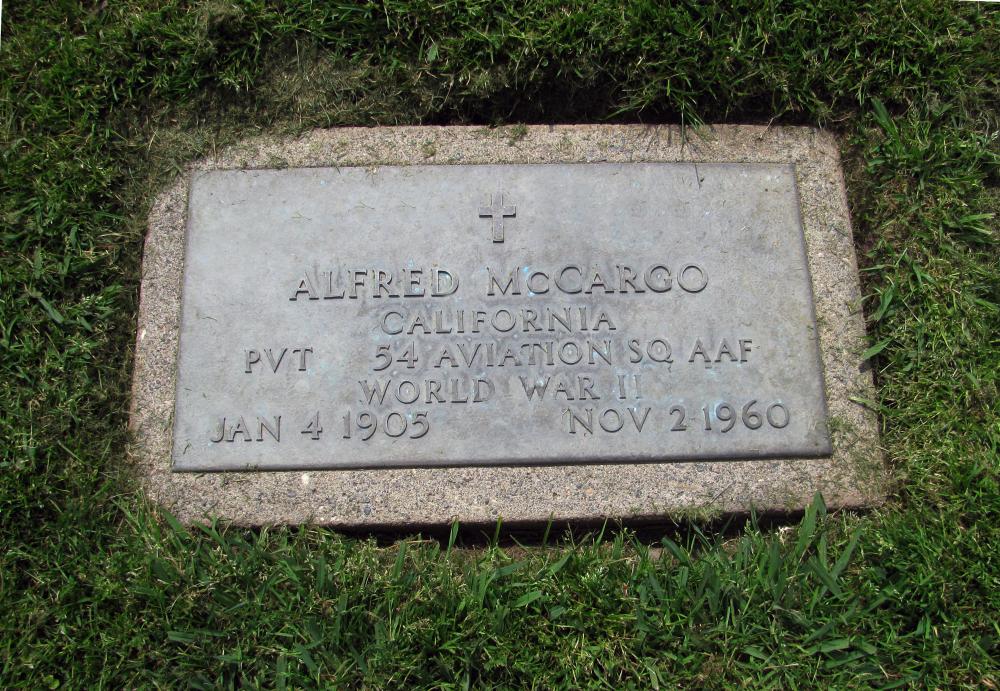 ALFRED McCARGO
CALIFORNIA
PVT 54 AVIATION SQ AAF
WORLD WAR II
JAN 4 1905 NOV 2 1960